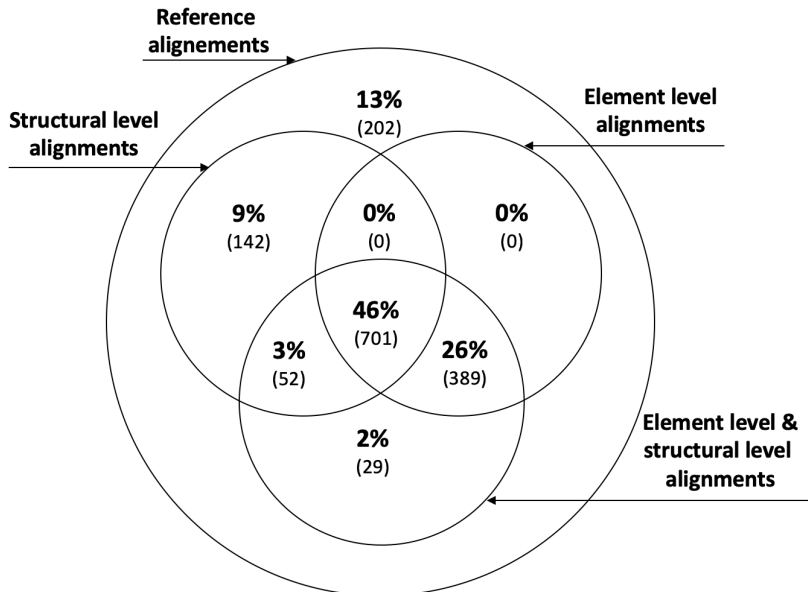 Reference
alignements
13%
(202)
Element level
alignments
Structural level
alignments
9%
(142)
0%
(0)
0%
(0)
46%
(701)
3%
(52)
26%
(389)
Element level &
structural level
alignments
2%
(29)